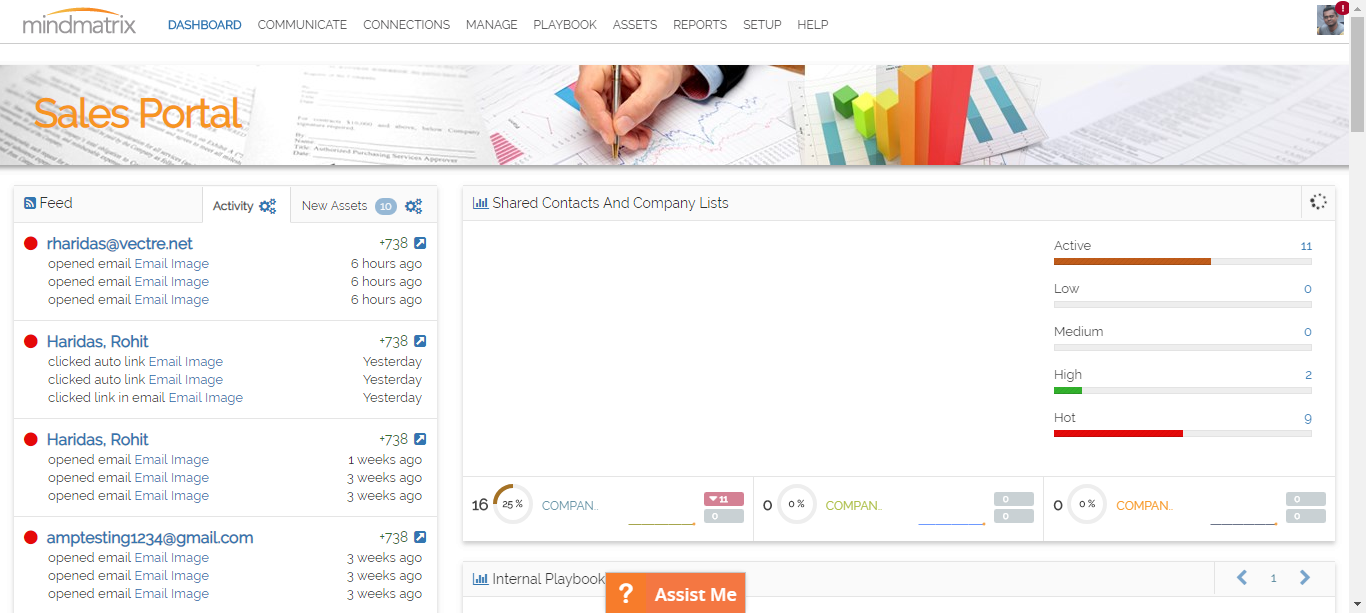 mindmatrix
DASHBOARD COMMUNICATE CONNECTIONS MANAGE PLAYBOOK ASSETS REPORTS SETUP HELP
!
Sales Portal
Feed
Activity
New Assets 10
rharidas@vectre.net +738
opened email Email Image 6 hours ago
opened email Email Image 6 hours ago
opened email Email Image 6 hours ago
Haridas, Rohit +738
clicked auto link Email Image Yesterday
clicked auto link Email Image Yesterday
clicked link in email Email Image Yesterday
Haridas, Rohit +738
opened email Email Image 1 weeks ago
opened email Email Image 3 weeks ago
opened email Email Image 3 weeks ago
amptesting1234@gmail.com +738
opened email Email Image 3 weeks ago
opened email Email Image 3 weeks ago
opened email Email Image 3 weeks ago
Shared Contacts And Company Lists
Active 11
Low 0
Medium 0
High 2
Hot 9
16 25 % COMPAN.. 11 0
0 0 % COMPAN.. 0 0
0 0 % COMPAN.. 0 0
Internal Playbook
1
? Assist Me